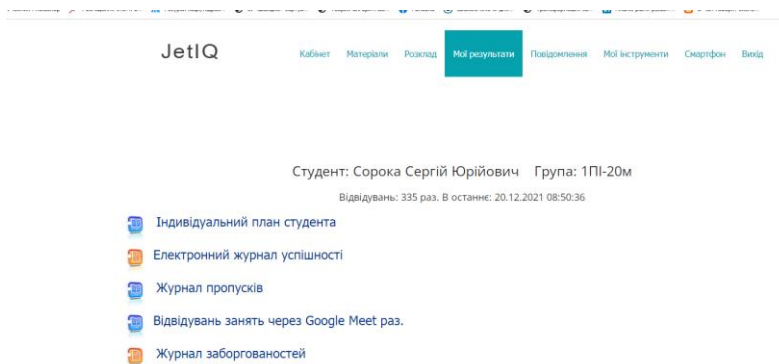 JetIQ
Кабінет Матеріали Розклад Мої результати Повідомлення Мої інструменти Смартфон Вихід
Студент: Сорока Сергій Юрійович Група: 1ПІ-20м
Відвідувань: 335 раз. В останнє: 20.12.2021 08:50:36
Індивідуальний план студента
Електронний журнал успішності
Журнал пропусків
Відвідувань занять через Google Meet раз.
Журнал заборгованостей